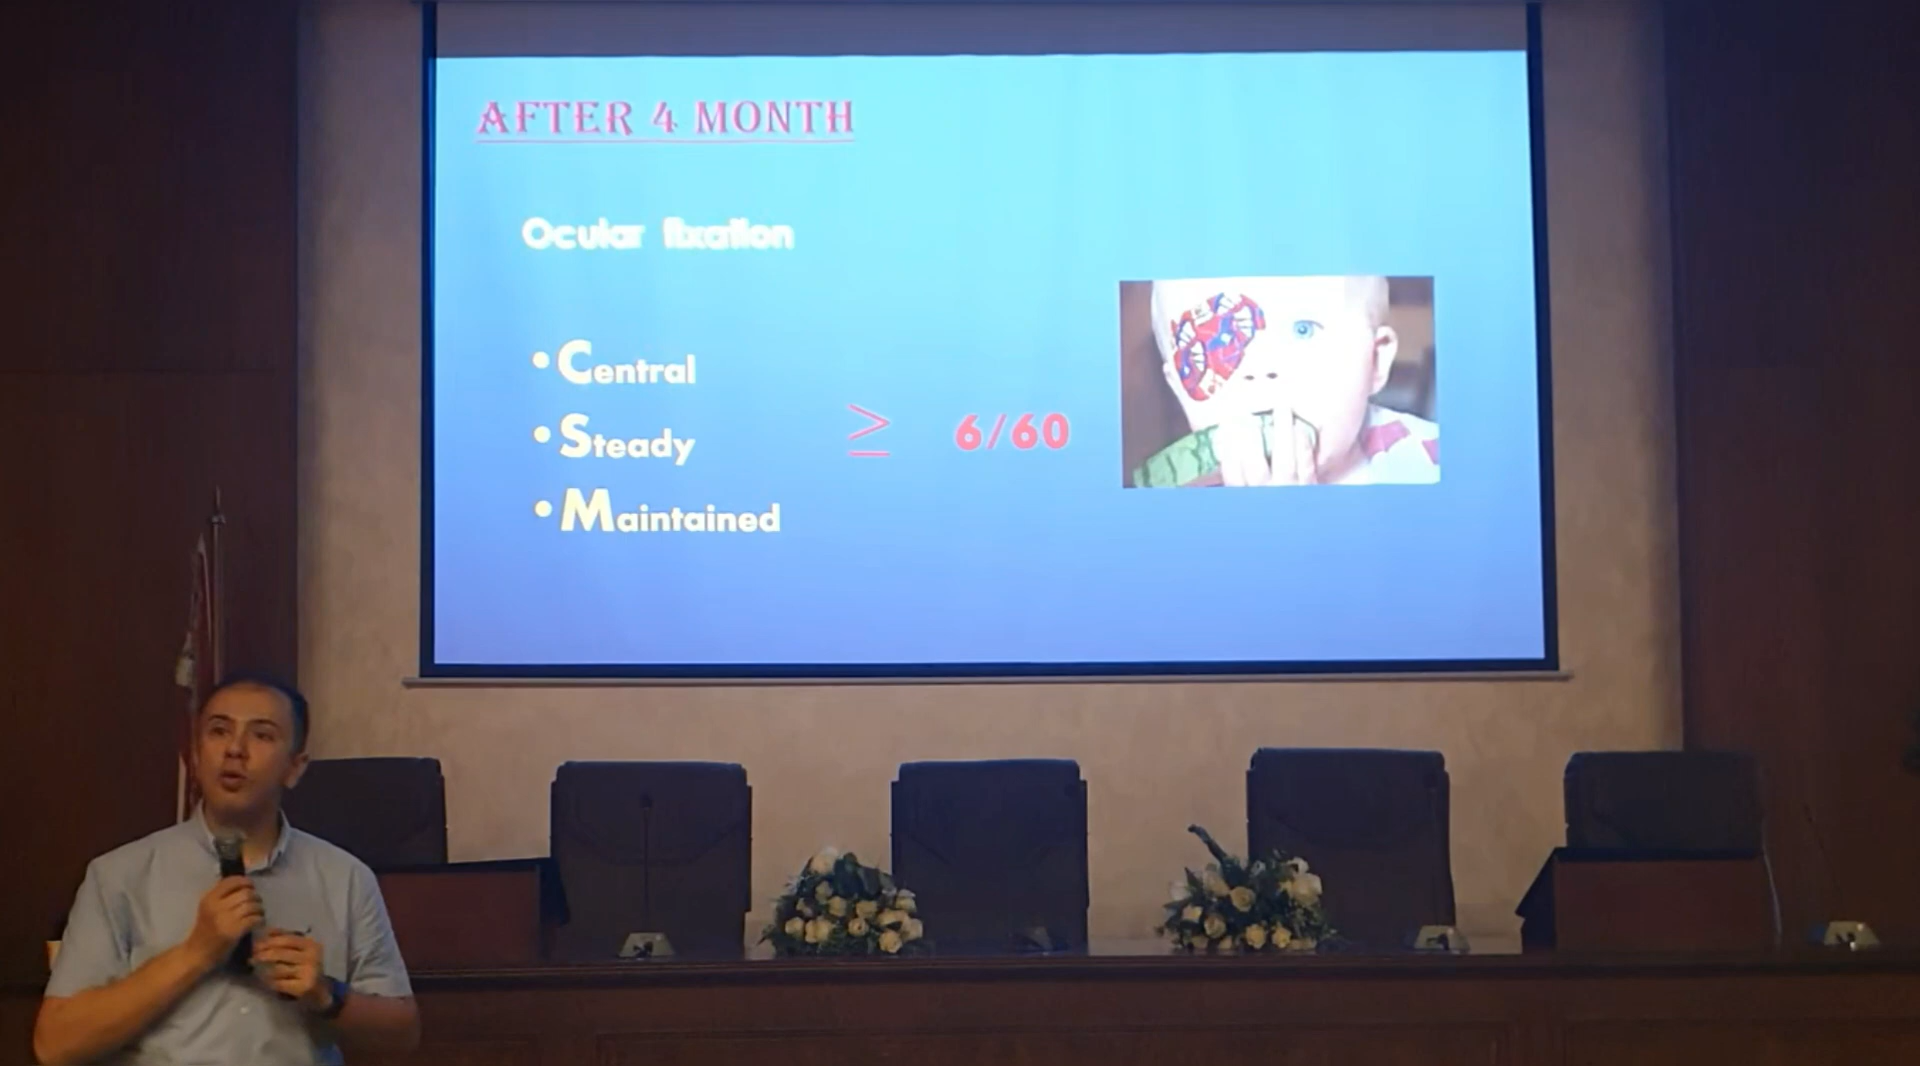 AFTER 4 MONTH
Ocular fixation
• Central
• Steady
≥ 6/60
• Maintained